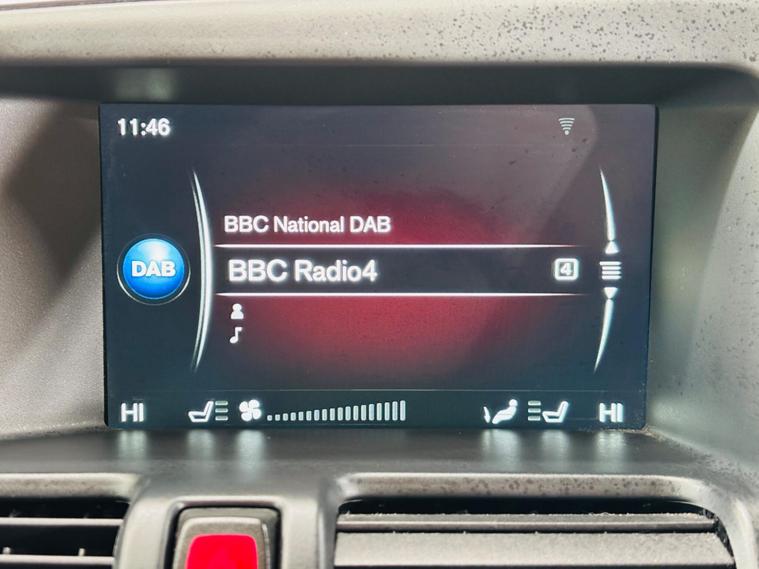 11:46
BBC National DAB
DAB
BBC Radio4
4
HI
HI